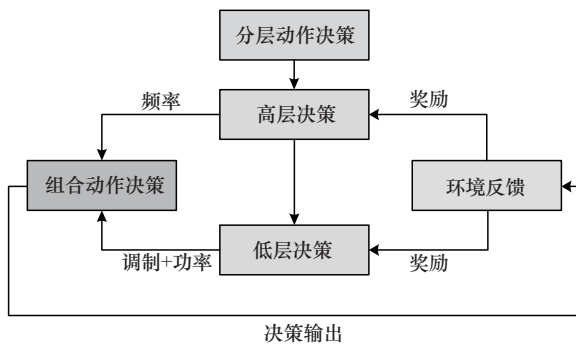 分层动作决策
频率
高层决策
奖励
组合动作决策
环境反馈
调制+功率
低层决策
奖励
决策输出